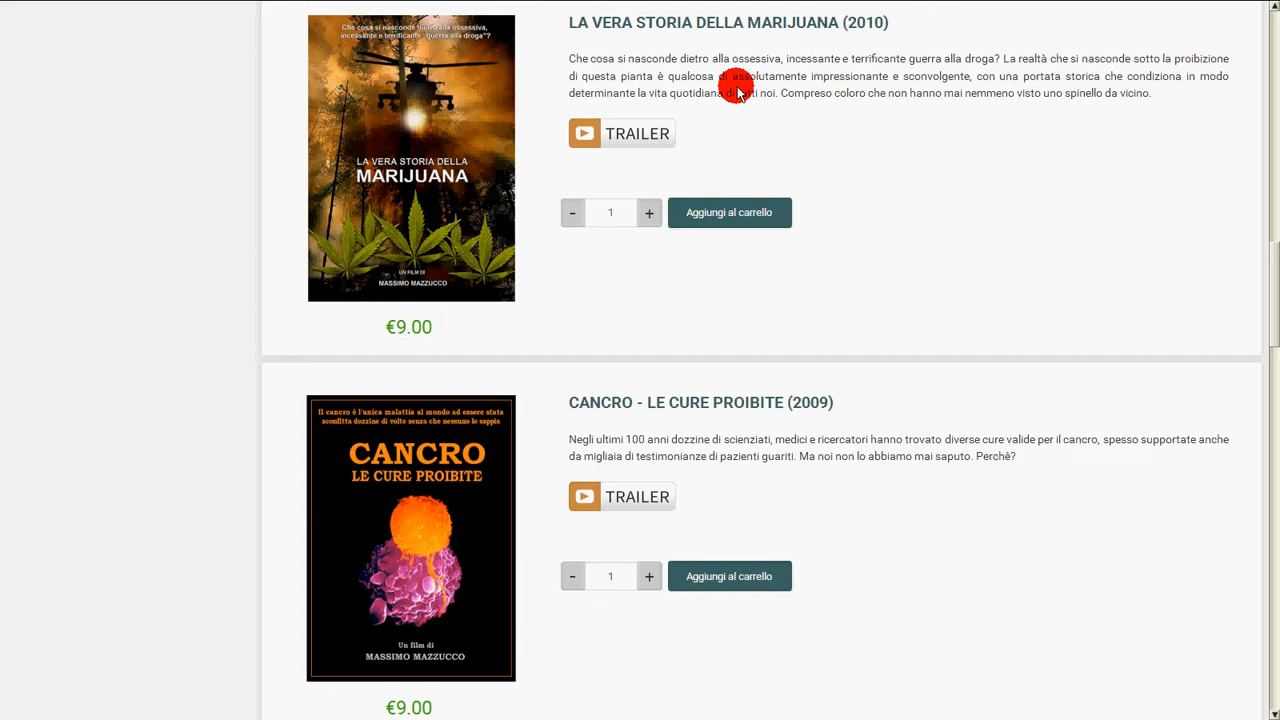 Che cosa si nasconde dietro alla ossessiva,
incessante e terrificante "guerra alla droga"?
LA VERA STORIA DELLA
MARIJUANA
UN FILM DI
MASSIMO MAZZUCCO
€9.00
LA VERA STORIA DELLA MARIJUANA (2010)
Che cosa si nasconde dietro alla ossessiva, incessante e terrificante guerra alla droga? La realtà che si nasconde sotto la proibizione
di questa pianta è qualcosa di assolutamente impressionante e sconvolgente, con una portata storica che condiziona in modo
determinante la vita quotidiana di tutti noi. Compreso coloro che non hanno mai nemmeno visto uno spinello da vicino.
TRAILER
- 1 + Aggiungi al carrello
Il cancro è l'unica malattia al mondo ad essere stata
sconfitta dozzine di volte senza che nessuno lo sappia
CANCRO
LE CURE PROIBITE
Un film di
MASSIMO MAZZUCCO
€9.00
CANCRO - LE CURE PROIBITE (2009)
Negli ultimi 100 anni dozzine di scienziati, medici e ricercatori hanno trovato diverse cure valide per il cancro, spesso supportate anche
da migliaia di testimonianze di pazienti guariti. Ma noi non lo abbiamo mai saputo. Perchè?
TRAILER
- 1 + Aggiungi al carrello